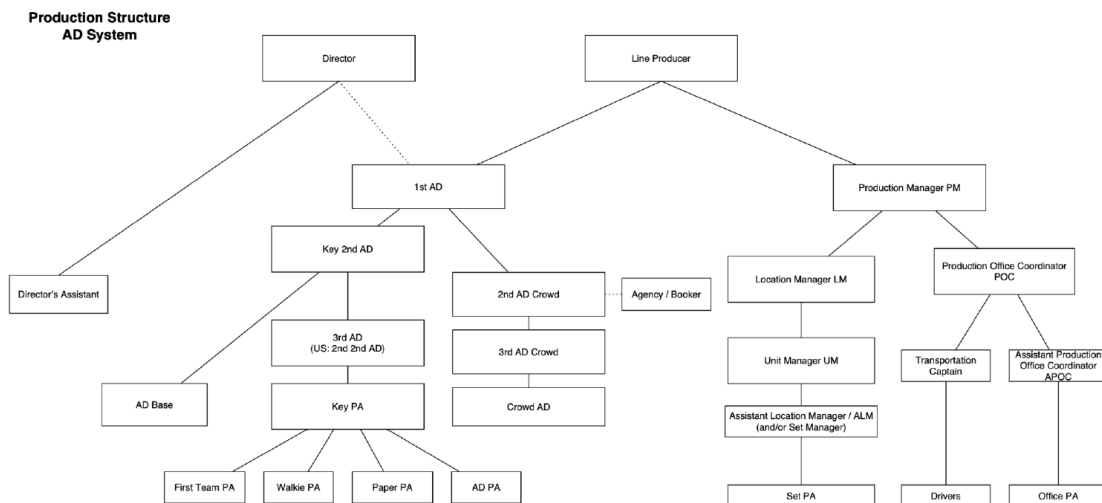 Production Structure
AD System
Director
Line Producer
1st AD
Production Manager PM
Key 2nd AD
Production Office Coordinator
POC
Location Manager LM
Director's Assistant
2nd AD Crowd
Agency / Booker
3rd AD
(US: 2nd 2nd AD)
3rd AD Crowd
Unit Manager UM
Transportation
Captain
Assistant Production
Office Coordinator
APOC
AD Base
Key PA
Crowd AD
Assistant Location Manager / ALM
(and/or Set Manager)
First Team PA
Walkie PA
Paper PA
AD PA
Set PA
Drivers
Office PA